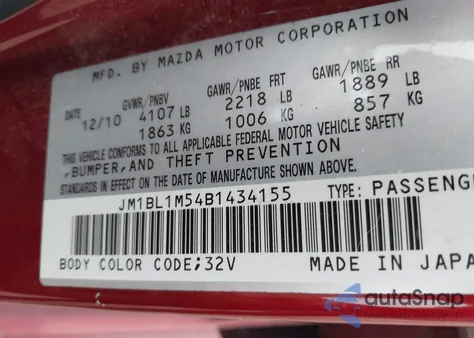 MFD. BY MAZDA MOTOR CORPORATION
DATE GVWR/PNBV GAWR/PNBE FRT GAWR/PNBE RR
12/10 4107 LB 2218 LB 1889 LB
1863 KG 1006 KG 857 KG
THIS VEHICLE CONFORMS TO ALL APPLICABLE FEDERAL MOTOR VEHICLE SAFETY
,BUMPER,AND THEFT PREVENTION
STANDARDS IN EFFECT ON THE DATE OF MANUFACTURE SHOWN ABOVE.
JM1BL1M54B1434155 TYPE: PASSENG
BODY COLOR CODE;32V MADE IN JAPA
autoSnap